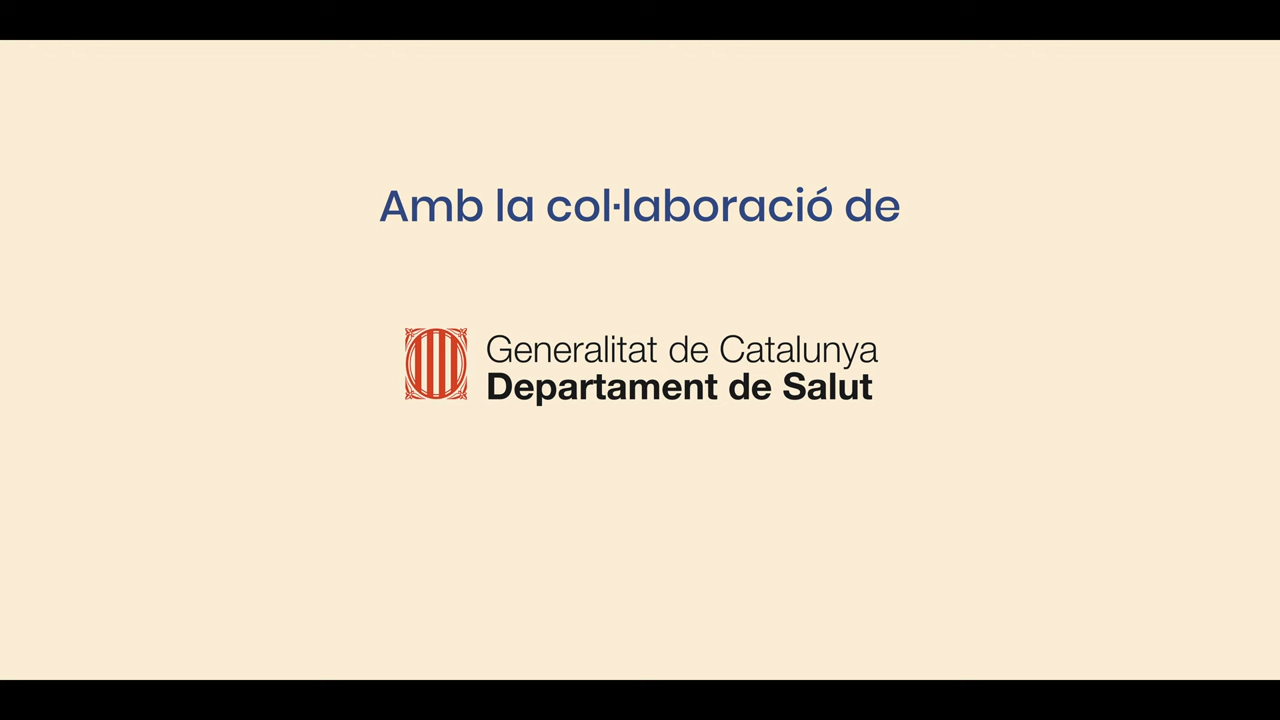 Amb la col·laboració de
Generalitat de Catalunya
Departament de Salut